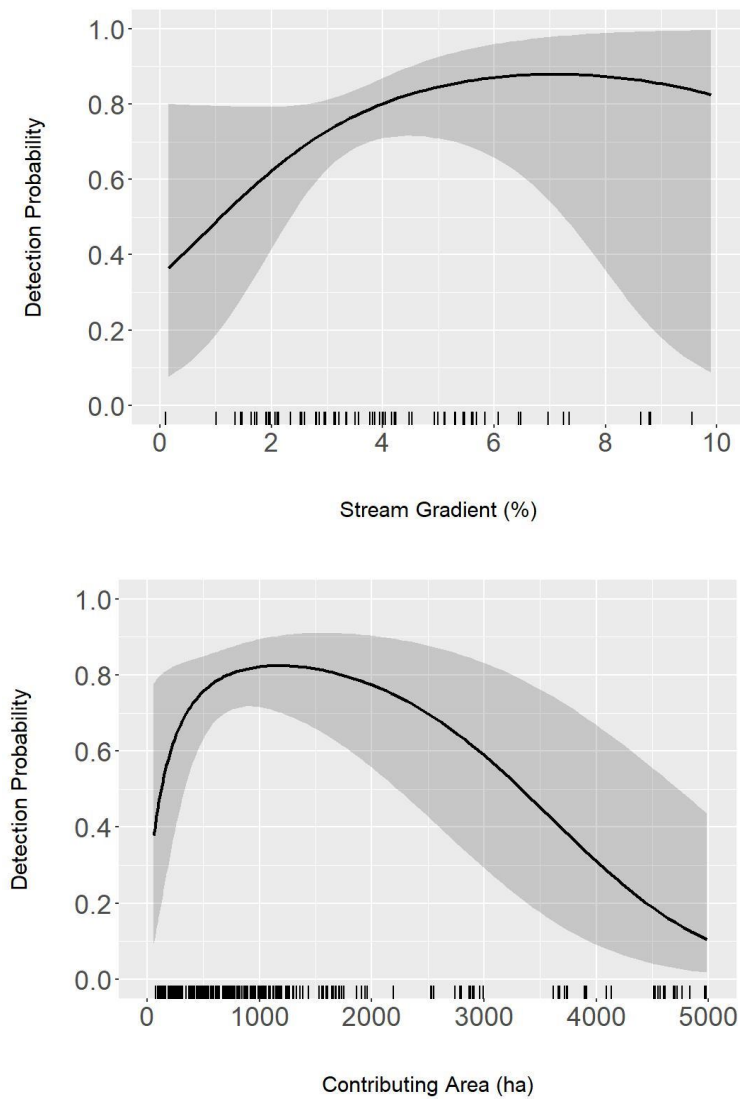 1.0
0.8
0.6
0.4
0.2
0.0
Detection Probability
0 2 4 6 8 10
Stream Gradient (%)
1.0
0.8
0.6
0.4
0.2
0.0
Detection Probability
0 1000 2000 3000 4000 5000
Contributing Area (ha)